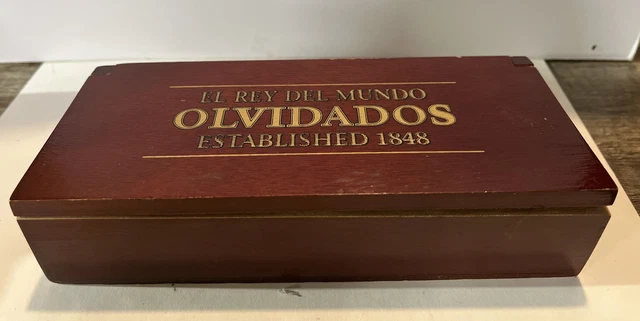 EL REY DEL MUNDO
OLVIDADOS
ESTABLISHED 1848